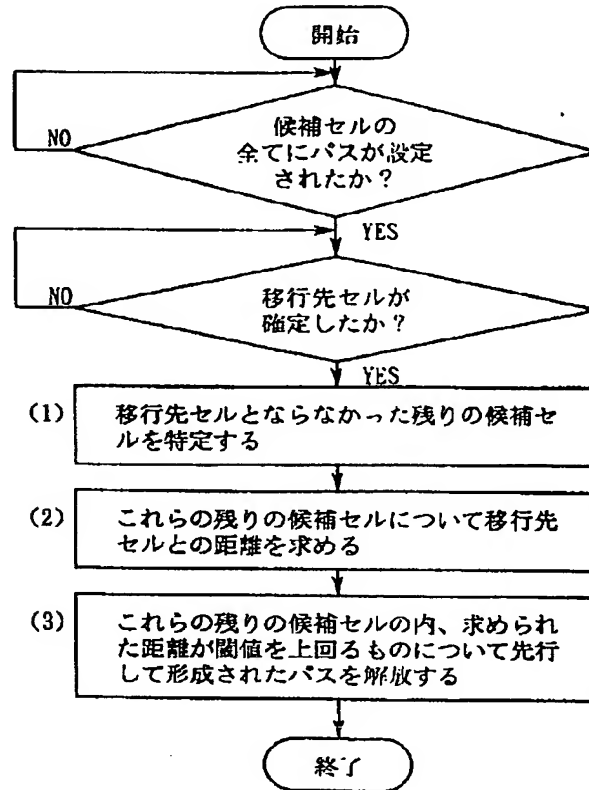 開始
候補セルの
全てにパスが設定
されたか？
NO
YES
移行先セルが
確定したか？
NO
YES
(1)
移行先セルとならなかった残りの候補セ
ルを特定する
(2)
これらの残りの候補セルについて移行先
セルとの距離を求める
(3)
これらの残りの候補セルの内、求められ
た距離が閾値を上回るものについて先行
して形成されたパスを解放する
終了